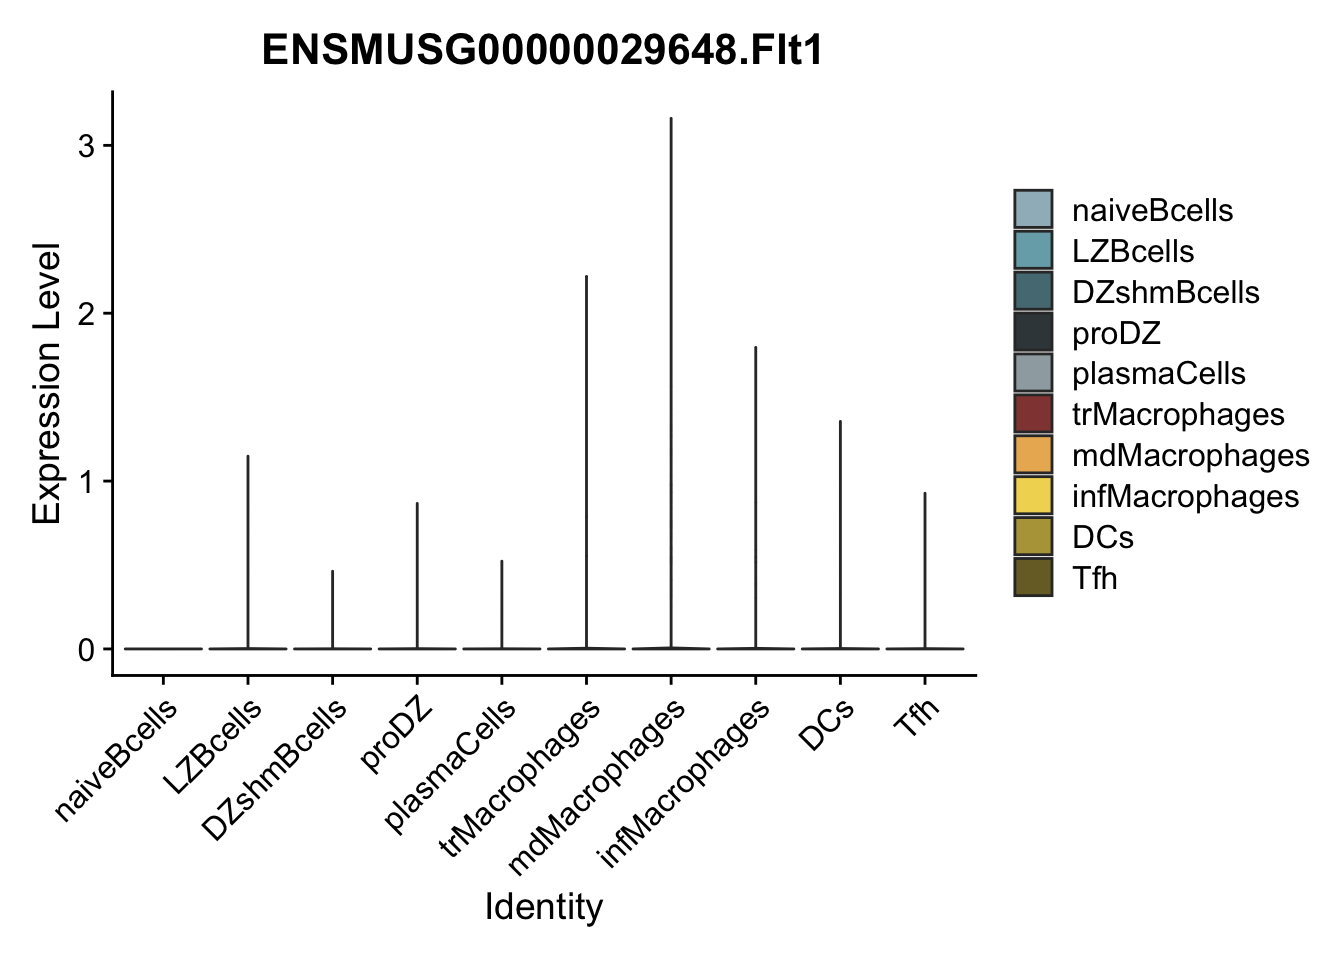 ENSMUSG00000029648.Flt1
Expression Level
3
2
1
0
naiveBcells
LZBcells
DZshmBcells
proDZ
plasmaCells
trMacrophages
mdMacrophages
infMacrophages
DCs
Tfh
Identity
naiveBcells
LZBcells
DZshmBcells
proDZ
plasmaCells
trMacrophages
mdMacrophages
infMacrophages
DCs
Tfh